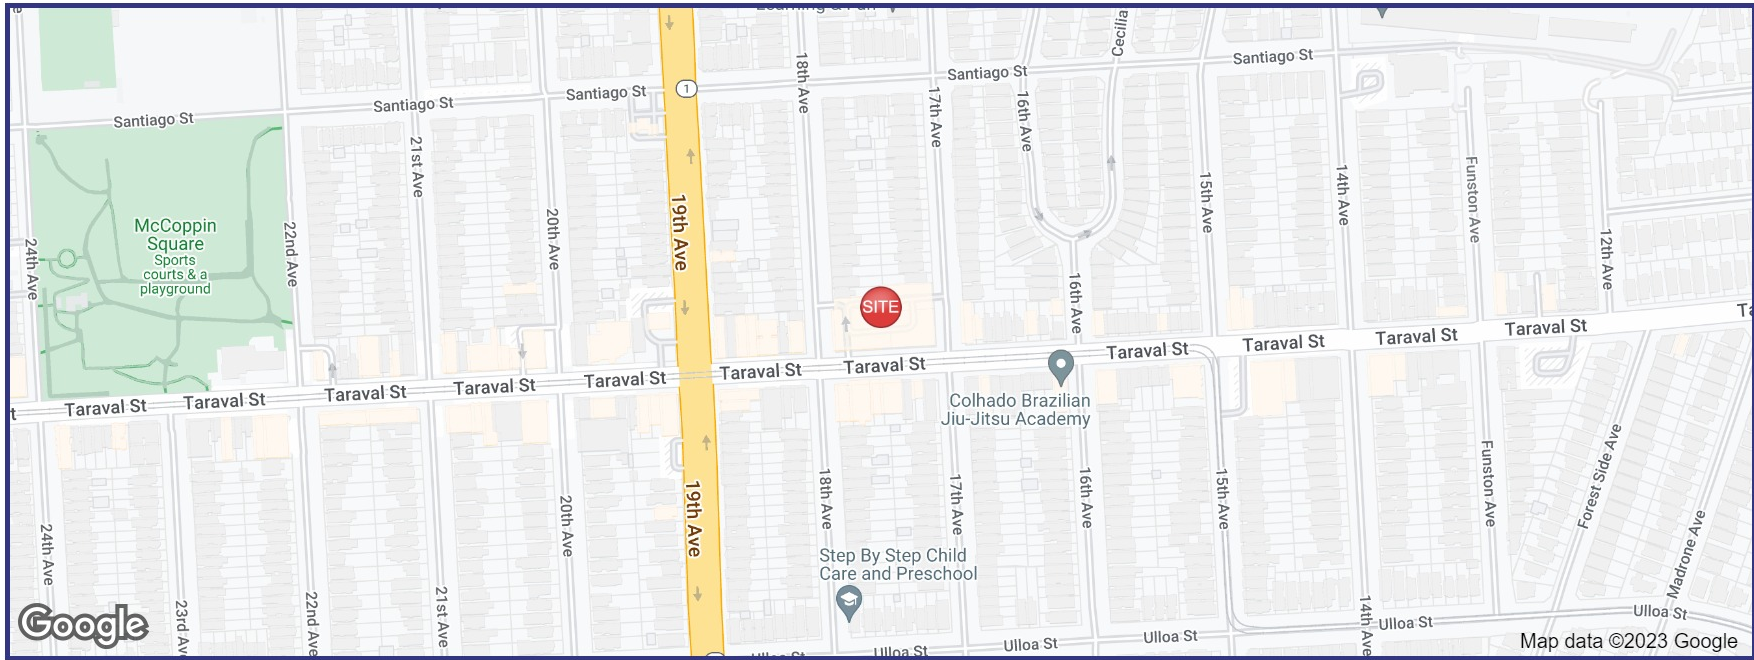 Learning & Fun
Cecilia
Santiago St
Santiago St
Santiago St
Santiago St
Santiago St
1
18th Ave
17th Ave
16th Ave
21st Ave
15th Ave
14th Ave
Funston Ave
12th Ave
24th Ave
22nd Ave
20th Ave
19th Ave
McCoppin
Square
Sports
courts & a
playground
16th Ave
SITE
Taraval St
Taraval St
Taraval St
Taraval St
Taraval St
Taraval St
Taraval St
Taraval St
Taraval St
Taraval St
Taraval St
Colhado Brazilian
Jiu-Jitsu Academy
24th Ave
20th Ave
19th Ave
18th Ave
17th Ave
16th Ave
15th Ave
Funston Ave
Forest Side Ave
Madrone Ave
Step By Step Child
Care and Preschool
23rd Ave
22nd Ave
21st Ave
14th Ave
Ulloa St
Ulloa St
Ulloa St
Ulloa St
Ulloa St
Ulloa St
Google
Map data ©2023 Google